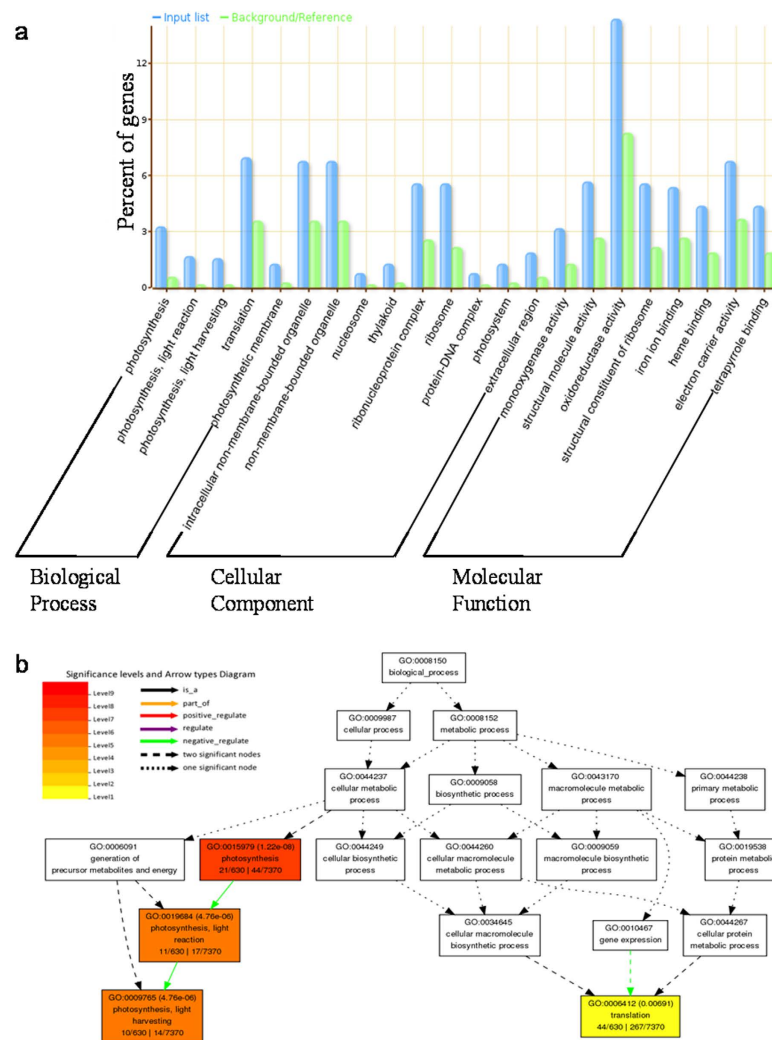 a
Input list
Background/Reference
Percent of genes
12
9
6
3
0
photosynthesis
photosynthesis, light reaction
photosynthesis, light harvesting
translation
photosynthetic membrane
intracellular non-membrane-bounded organelle
non-membrane-bounded organelle
nucleosome
thylakoid
ribonucleoprotein complex
ribosome
protein-DNA complex
photosystem
extracellular region
monooxygenase activity
structural molecule activity
oxidoreductase activity
structural constituent of ribosome
iron ion binding
heme binding
electron carrier activity
tetrapyrrole binding
Biological
Process
Cellular
Component
Molecular
Function
b
Significance levels and Arrow types Diagram
Level9
Level8
Level7
Level6
Level5
Level4
Level3
Level2
Level1
is_a
part_of
positive_regulate
regulate
negative_regulate
two significant nodes
one significant node
GO:0008150
biological_process
GO:0009987
cellular process
GO:0008152
metabolic process
GO:0044237
cellular metabolic
process
GO:0009058
biosynthetic process
GO:0043170
macromolecule metabolic
process
GO:0044238
primary metabolic
process
GO:0006091
generation of
precursor metabolites and energy
GO:0015979 (1.22e-08)
photosynthesis
21/630 | 44/7370
GO:0044249
cellular biosynthetic
process
GO:0044260
cellular macromolecule
metabolic process
GO:0009059
macromolecule biosynthetic
process
GO:0019538
protein metabolic
process
GO:0019684 (4.76e-06)
photosynthesis, light
reaction
11/630 | 17/7370
GO:0034645
cellular macromolecule
biosynthetic process
GO:0010467
gene expression
GO:0044267
cellular protein
metabolic process
GO:0009765 (4.76e-06)
photosynthesis, light
harvesting
10/630 | 14/7370
GO:0006412 (0.00691)
translation
44/630 | 267/7370